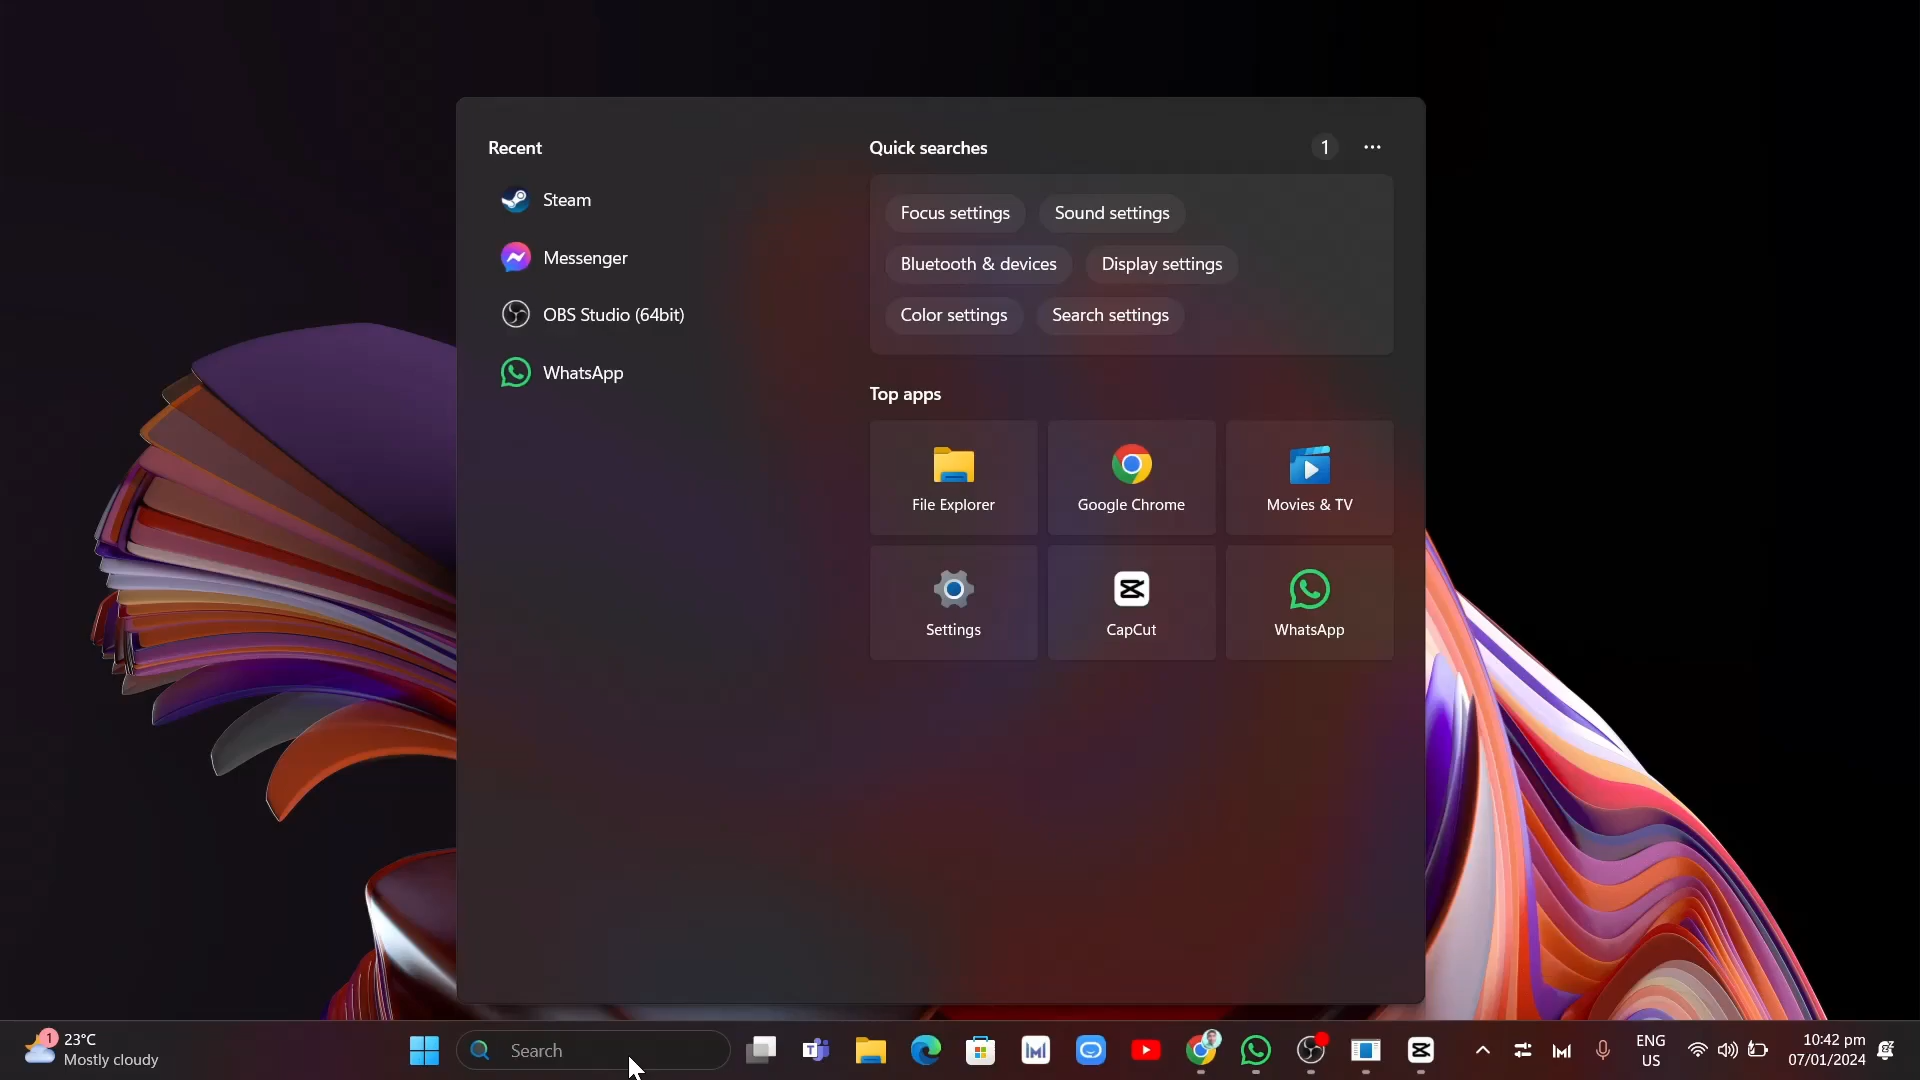 Recent
Steam
Messenger
OBS Studio (64bit)
WhatsApp
Quick searches
1
Focus settings
Sound settings
Bluetooth & devices
Display settings
Color settings
Search settings
Top apps
File Explorer
Google Chrome
Movies & TV
Settings
CapCut
WhatsApp
1
23°C
Mostly cloudy
Search
ENG
US
10:42 pm
07/01/2024